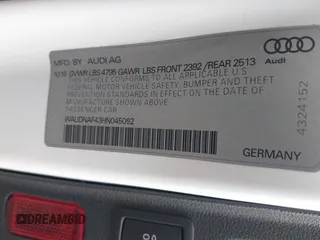 MFD. BY AUDI AG
10/16 GVWR LBS 4795 GAWR LBS FRONT 2392 /REAR 2513
THIS VEHICLE CONFORMS TO ALL APPLICABLE U.S.
FEDERAL MOTOR VEHICLE SAFETY, BUMPER, AND THEFT
PREVENTION STANDARDS IN EFFECT ON THE DATE OF
MANUFACTURE SHOWN ABOVE.
PASSENGER CAR
WAUDNAF43HN045092
Audi
4324152
GERMANY
DREAMBID